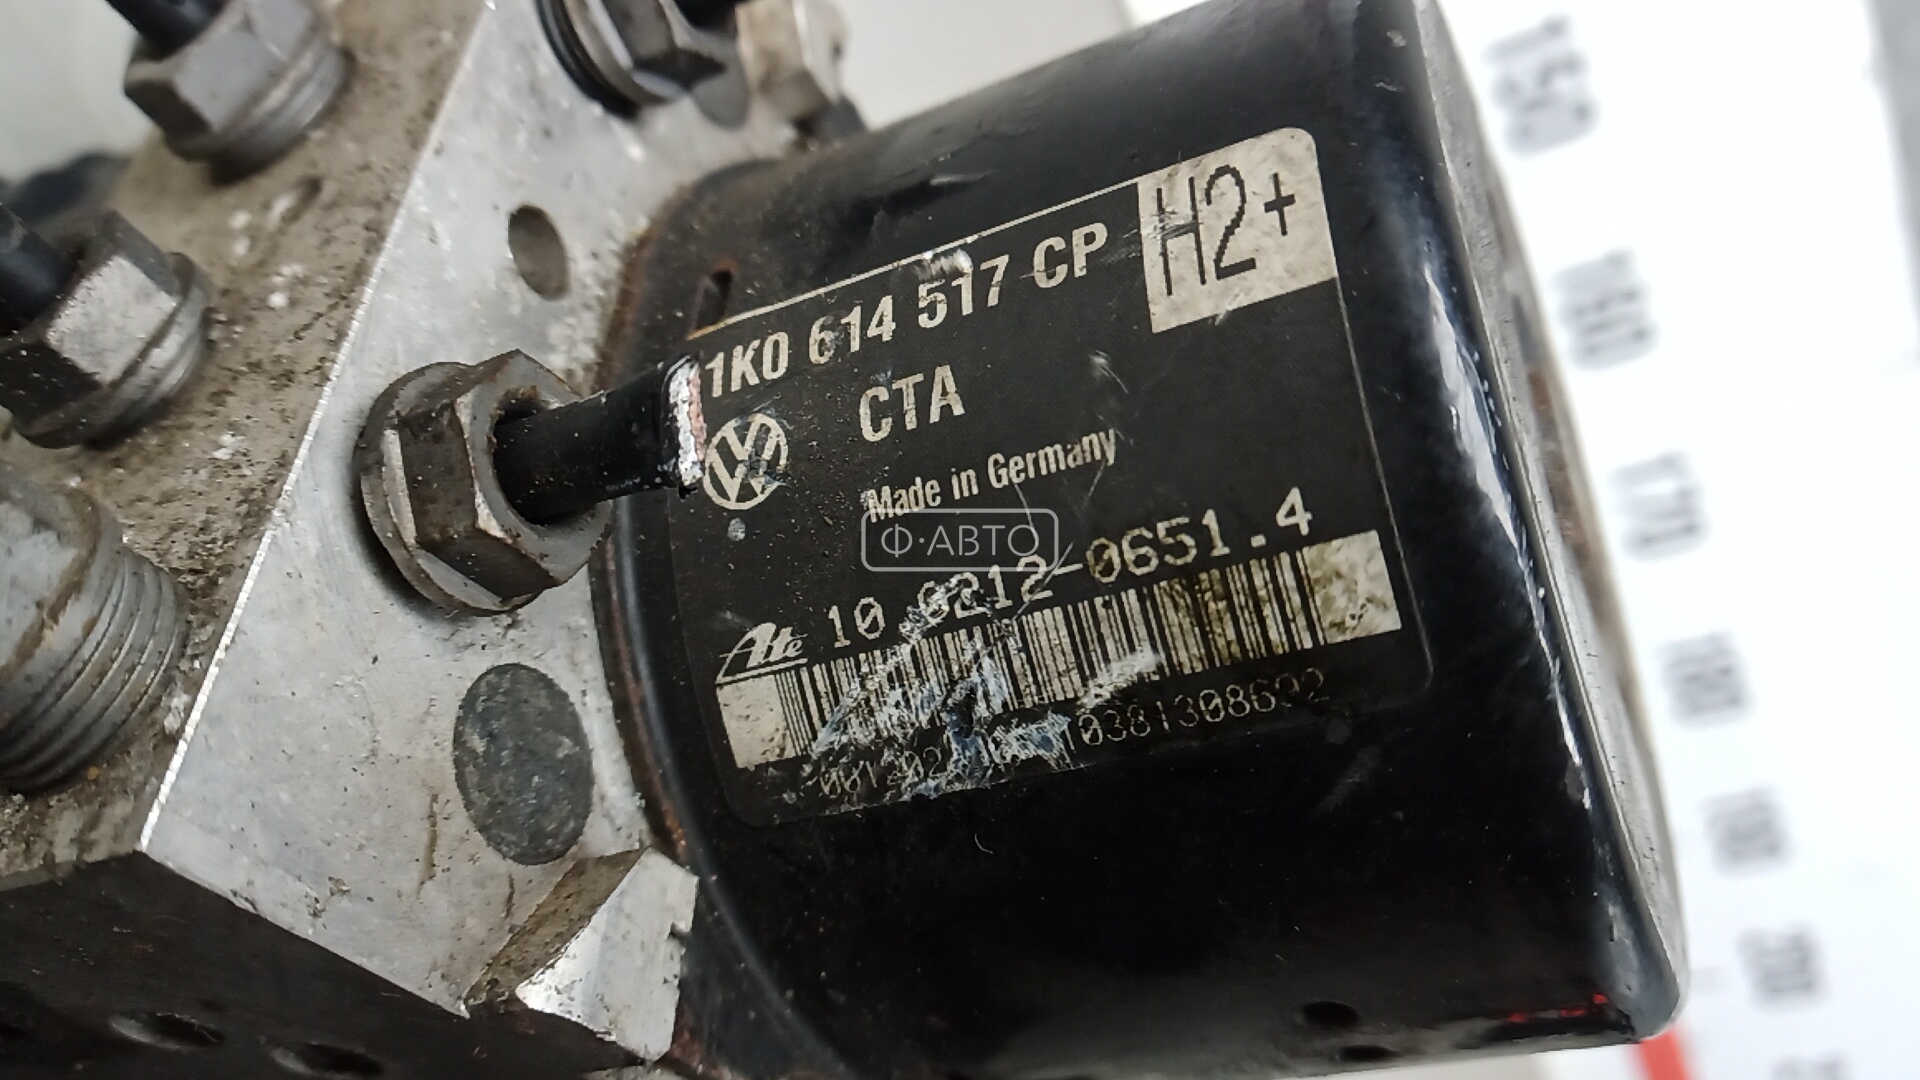 1K0 614 517 CP
H2+
CTA
Made in Germany
Ф·АВТО
10.0212-0651.4
Ate